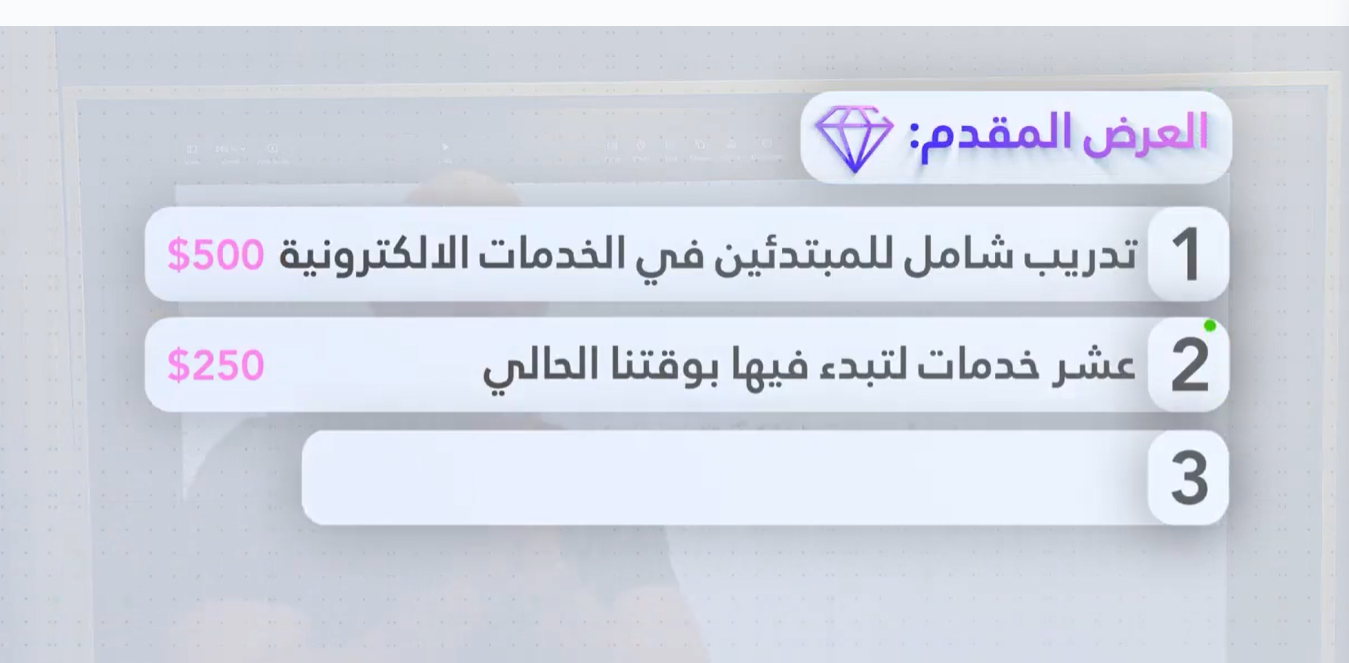 العرض المقدم:
1 تدريب شامل للمبتدئين في الخدمات الالكترونية $500
2 عشر خدمات لتبدء فيها بوقتنا الحالي $250
3